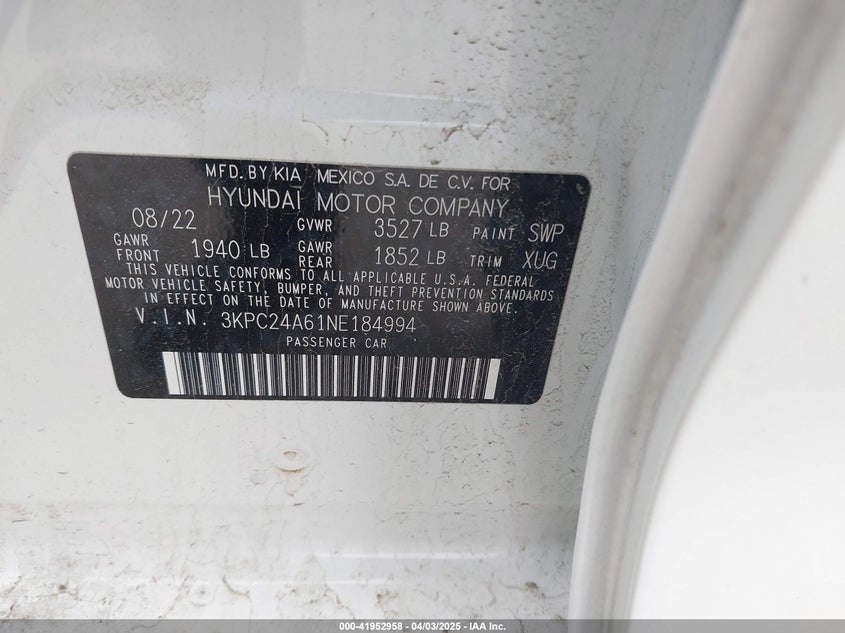 MFD. BY KIA MEXICO S.A. DE C.V. FOR
HYUNDAI MOTOR COMPANY
08/22 GVWR 3527 LB PAINT SWP
GAWR FRONT 1940 LB GAWR REAR 1852 LB TRIM XUG
THIS VEHICLE CONFORMS TO ALL APPLICABLE U.S.A. FEDERAL
MOTOR VEHICLE SAFETY, BUMPER, AND THEFT PREVENTION STANDARDS
IN EFFECT ON THE DATE OF MANUFACTURE SHOWN ABOVE.
V.I.N. 3KPC24A61NE184994
PASSENGER CAR
000-41952958 - 04/03/2025 - IAA Inc.